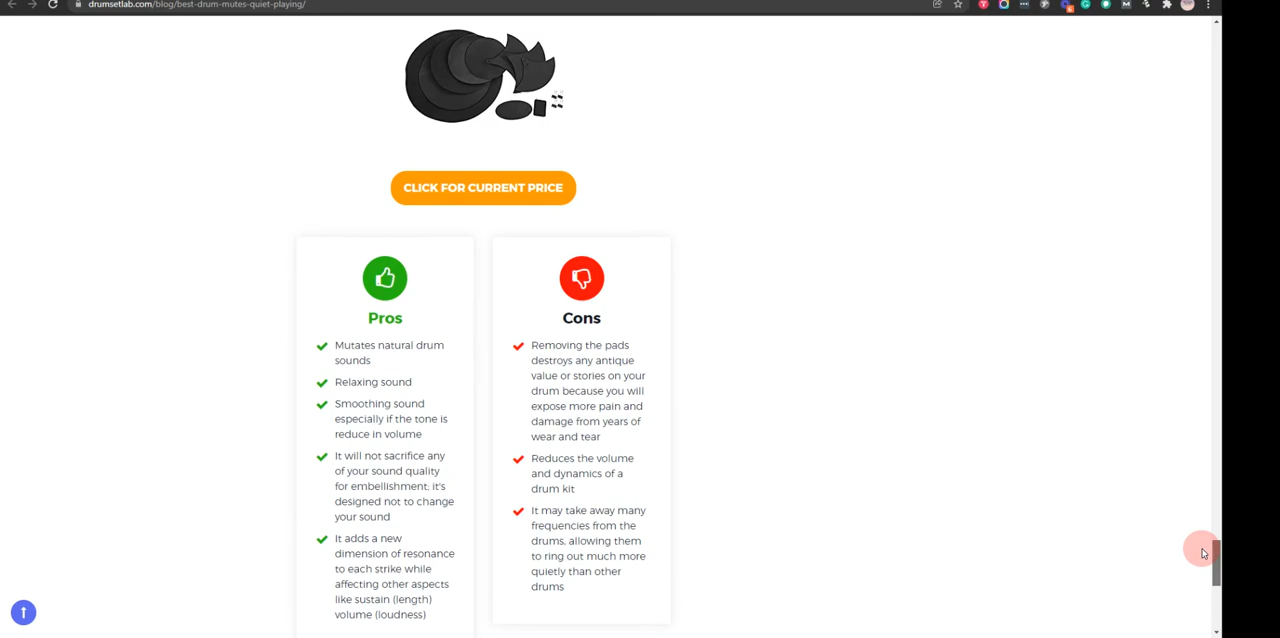 drumsetlab.com/blog/best-drum-mutes-quiet-playing/
CLICK FOR CURRENT PRICE
Pros
Mutates natural drum
sounds
Relaxing sound
Smoothing sound
especially if the tone is
reduce in volume
It will not sacrifice any
of your sound quality
for embellishment; it's
designed not to change
your sound
It adds a new
dimension of resonance
to each strike while
affecting other aspects
like sustain (length)
volume (loudness)
Cons
Removing the pads
destroys any antique
value or stories on your
drum because you will
expose more pain and
damage from years of
wear and tear
Reduces the volume
and dynamics of a
drum kit
It may take away many
frequencies from the
drums, allowing them
to ring out much more
quietly than other
drums